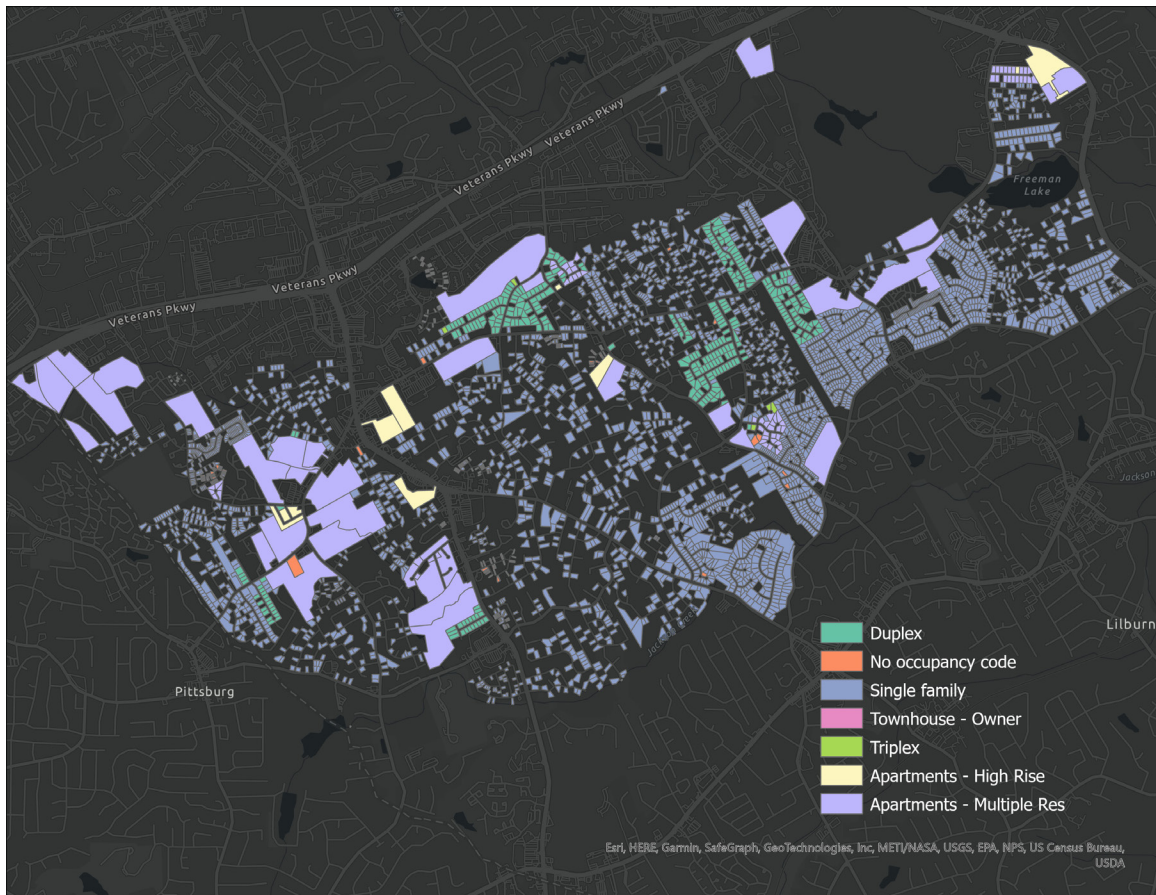 Veterans Pkwy
Veterans Pkwy
Freeman
Lake
Veterans Pkwy
Veterans Pkwy
Jackson
Lilburn
Pittsburg
Duplex
No occupancy code
Single family
Townhouse - Owner
Triplex
Apartments - High Rise
Apartments - Multiple Res
Esri, HERE, Garmin, SafeGraph, GeoTechnologies, Inc, METI/NASA, USGS, EPA, NPS, US Census Bureau,
USDA